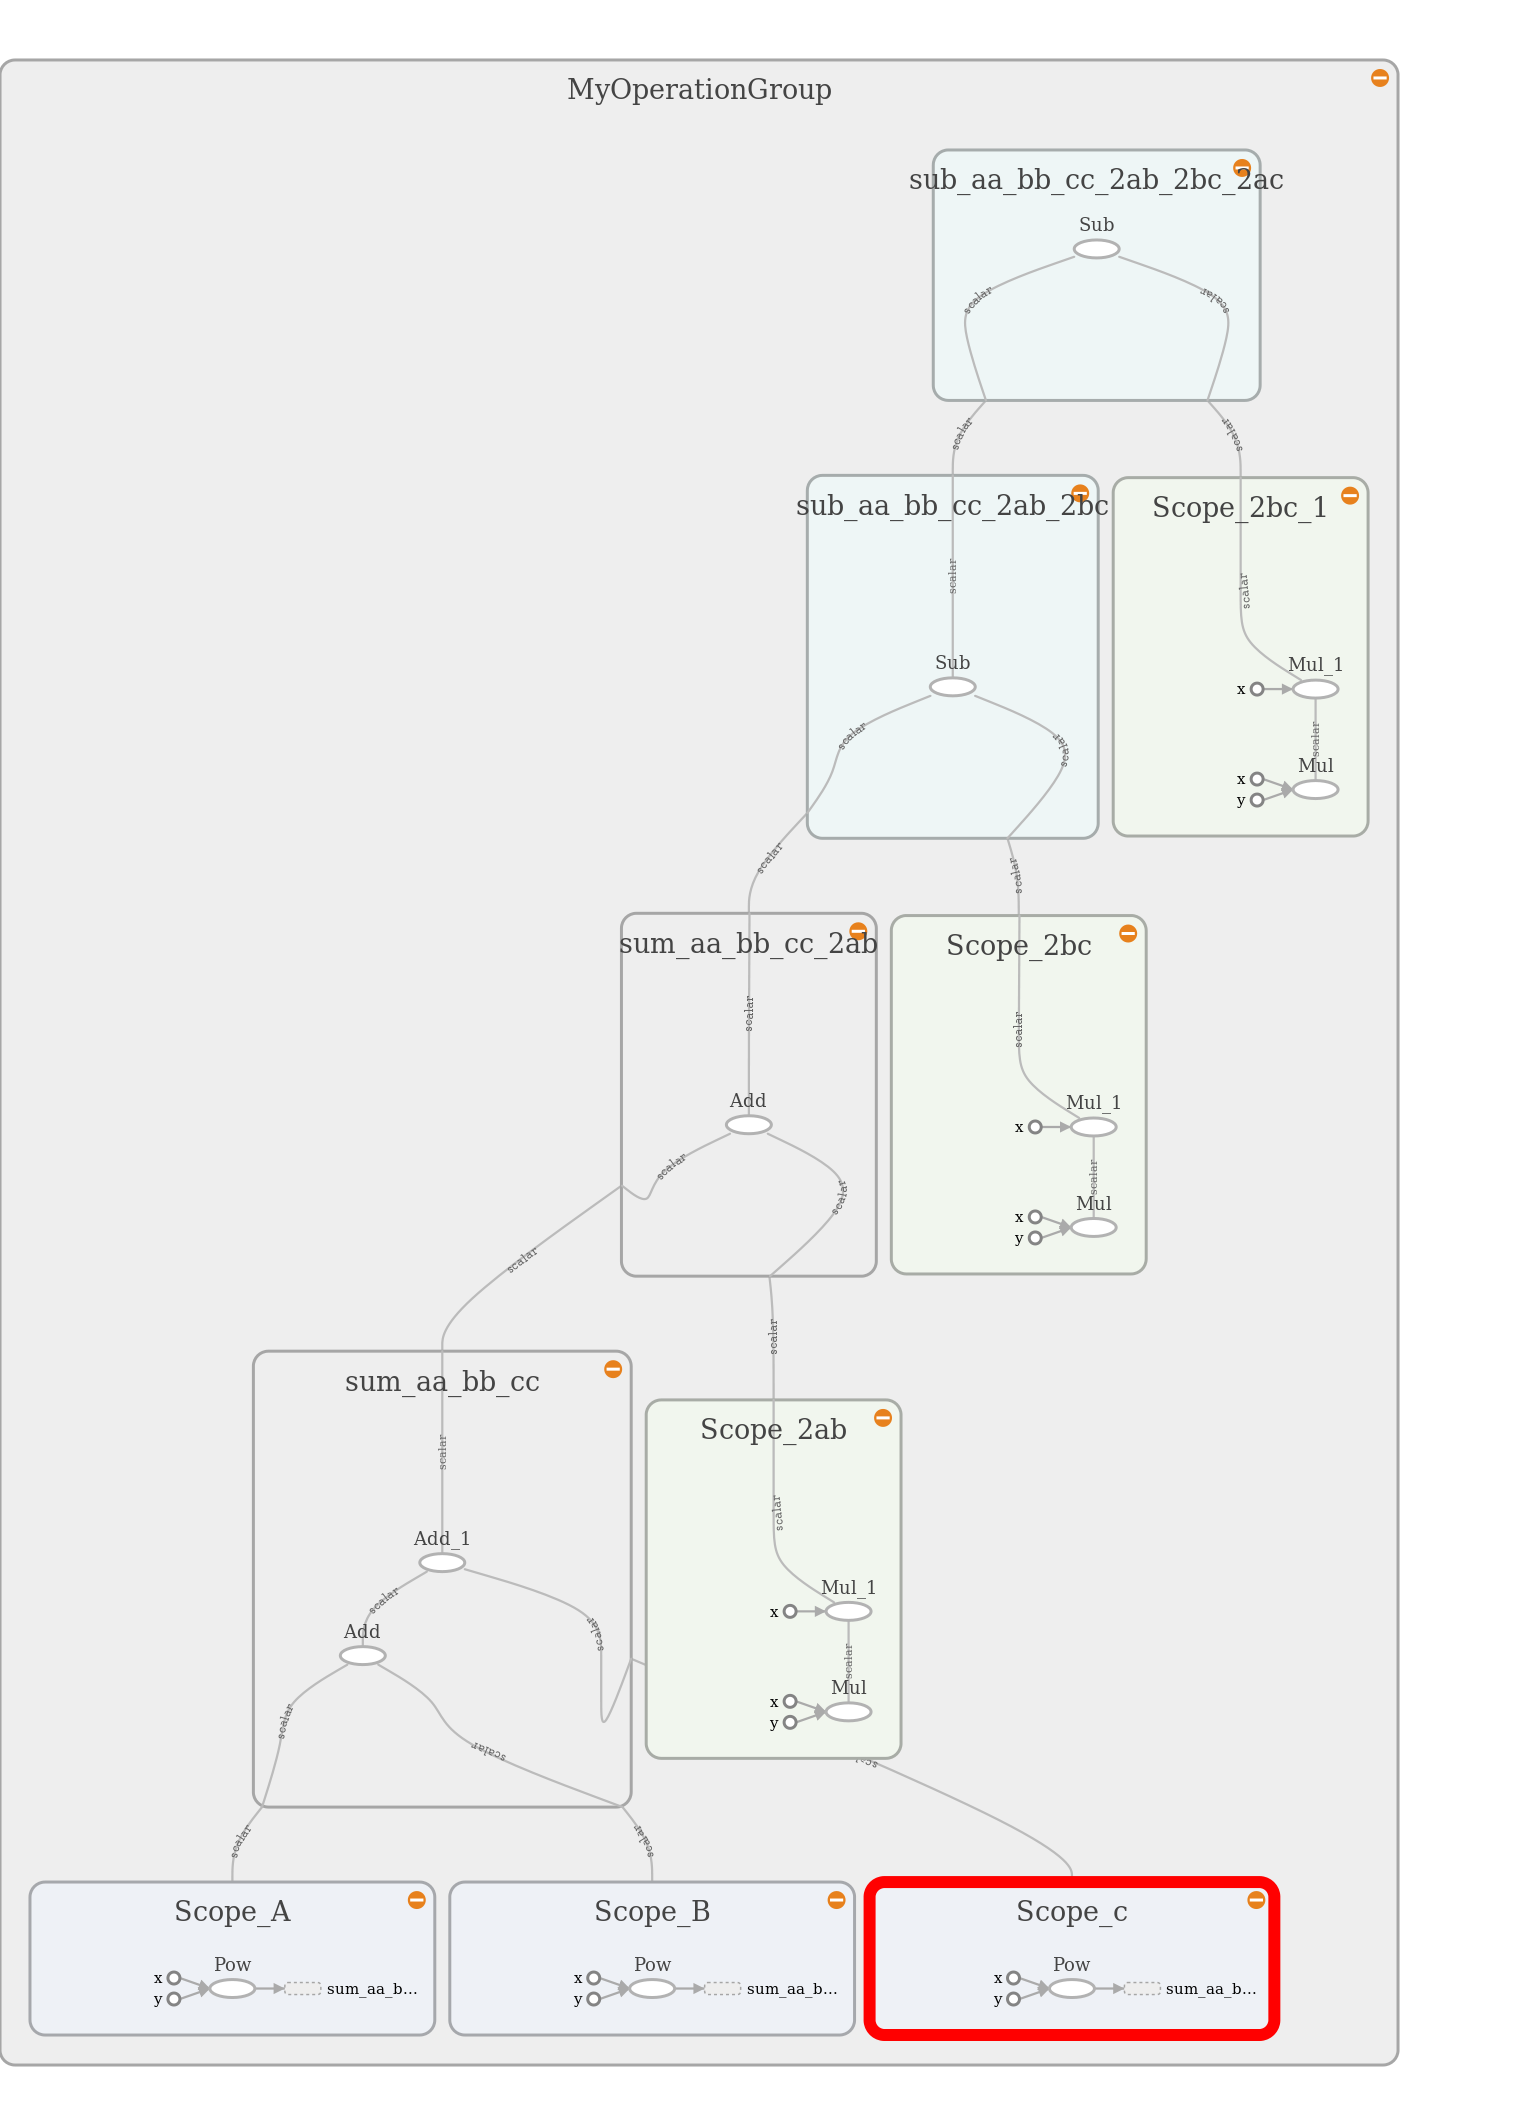 MyOperationGroup
sub_aa_bb_cc_2ab_2bc_2ac
Sub
scalar
scalar
scalar
scalar
sub_aa_bb_cc_2ab_2bc
scalar
Sub
scalar
scalar
Scope_2bc_1
scalar
Mul_1
x
scalar
Mul
x
y
scalar
scalar
sum_aa_bb_cc_2ab
scalar
Add
scalar
scalar
Scope_2bc
scalar
Mul_1
x
scalar
Mul
x
y
scalar
scalar
sum_aa_bb_cc
scalar
Add_1
scalar
scalar
Add
scalar
scalar
Scope_2ab
scalar
Mul_1
x
scalar
Mul
x
y
scalar
scalar
Scope_A
Pow
x
y
sum_aa_b...
Scope_B
Pow
x
y
sum_aa_b...
Scope_c
Pow
x
y
sum_aa_b...